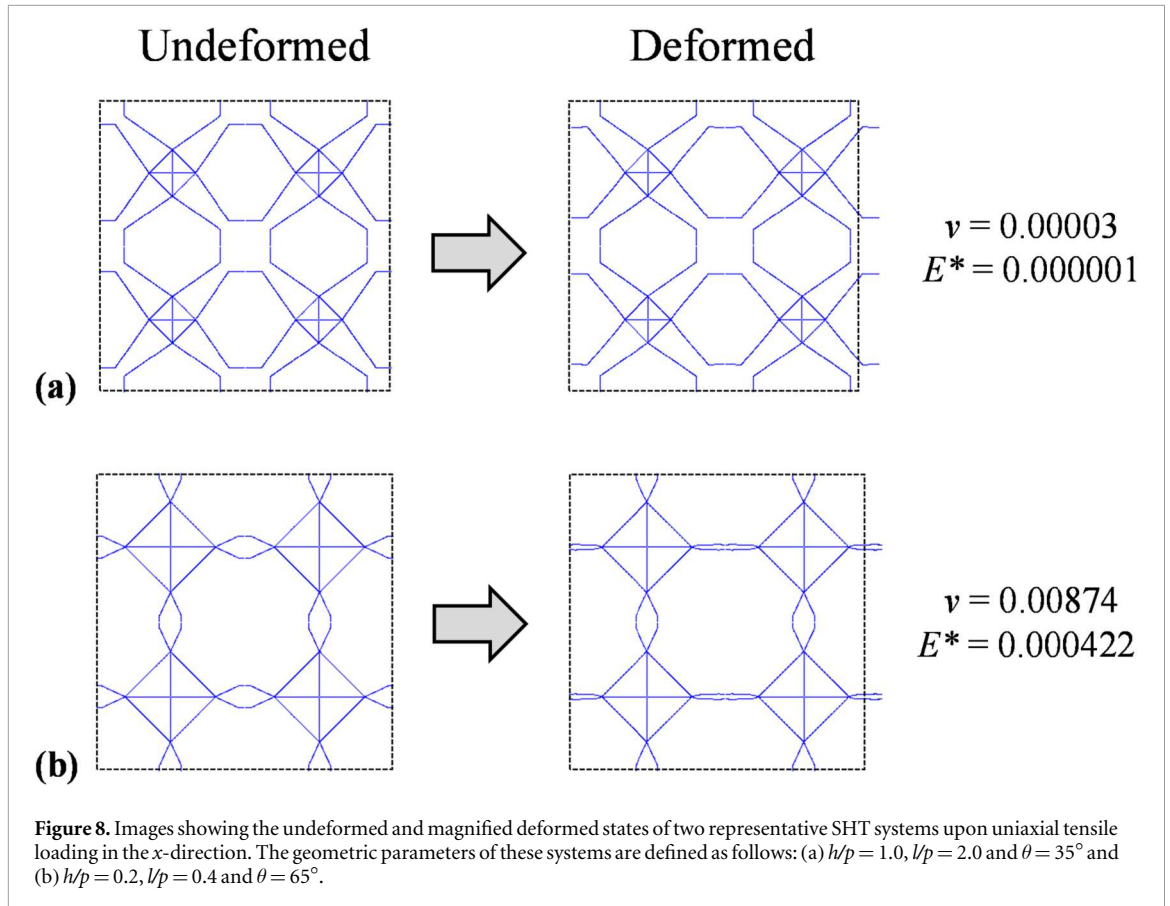 Undeformed
Deformed
(a)
ν = 0.00003
E* = 0.000001
(b)
ν = 0.00874
E* = 0.000422
Figure 8. Images showing the undeformed and magnified deformed states of two representative SHT systems upon uniaxial tensile
loading in the x-direction. The geometric parameters of these systems are defined as follows: (a) h/p = 1.0, l/p = 2.0 and θ = 35° and
(b) h/p = 0.2, l/p = 0.4 and θ = 65°.